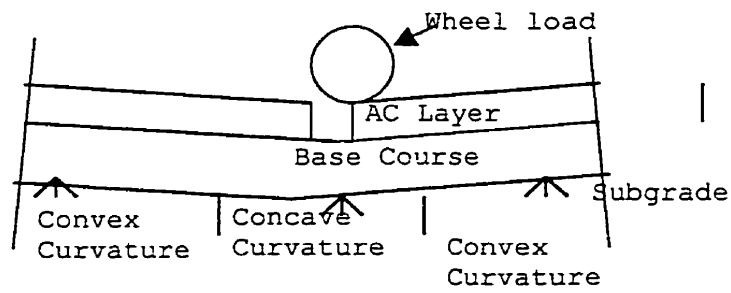 Wheel load
AC Layer
Base Course
Subgrade
Convex
Curvature
Concave
Curvature
Convex
Curvature